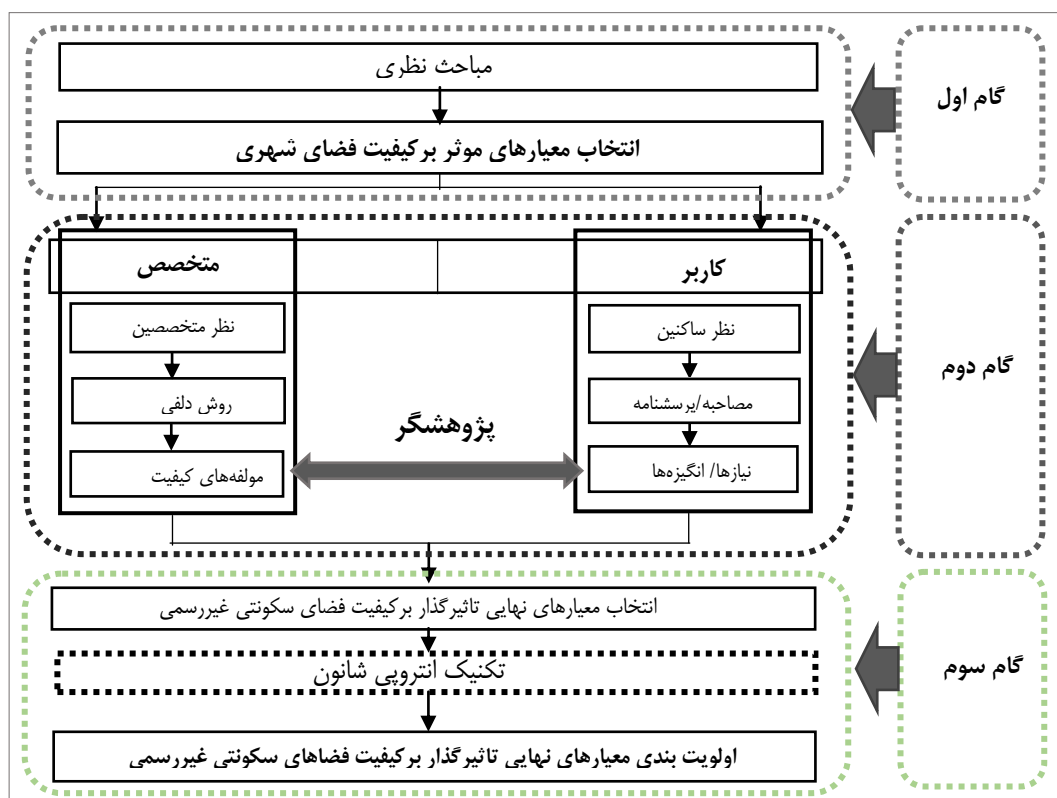 گام اول
مباحث نظری
انتخاب معیارهای موثر برکیفیت فضای شهری
گام دوم
کاربر
متخصص
نظر ساکنین
مصاحبه/پرسشنامه
نیازها/ انگیزه‌ها
پژوهشگر
نظر متخصصین
روش دلفی
مولفه‌های کیفیت
گام سوم
انتخاب معیارهای نهایی تاثیرگذار برکیفیت فضای سکونتی غیررسمی
تکنیک انتروپی شانون
اولویت بندی معیارهای نهایی تاثیرگذار برکیفیت فضاهای سکونتی غیررسمی